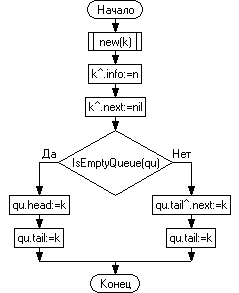 Начало
new(k)
k^.info:=n
k^.next:=nil
Да
IsEmptyQueue(qu)
Нет
qu.head:=k
qu.tail^.next:=k
qu.tail:=k
qu.tail:=k
Конец